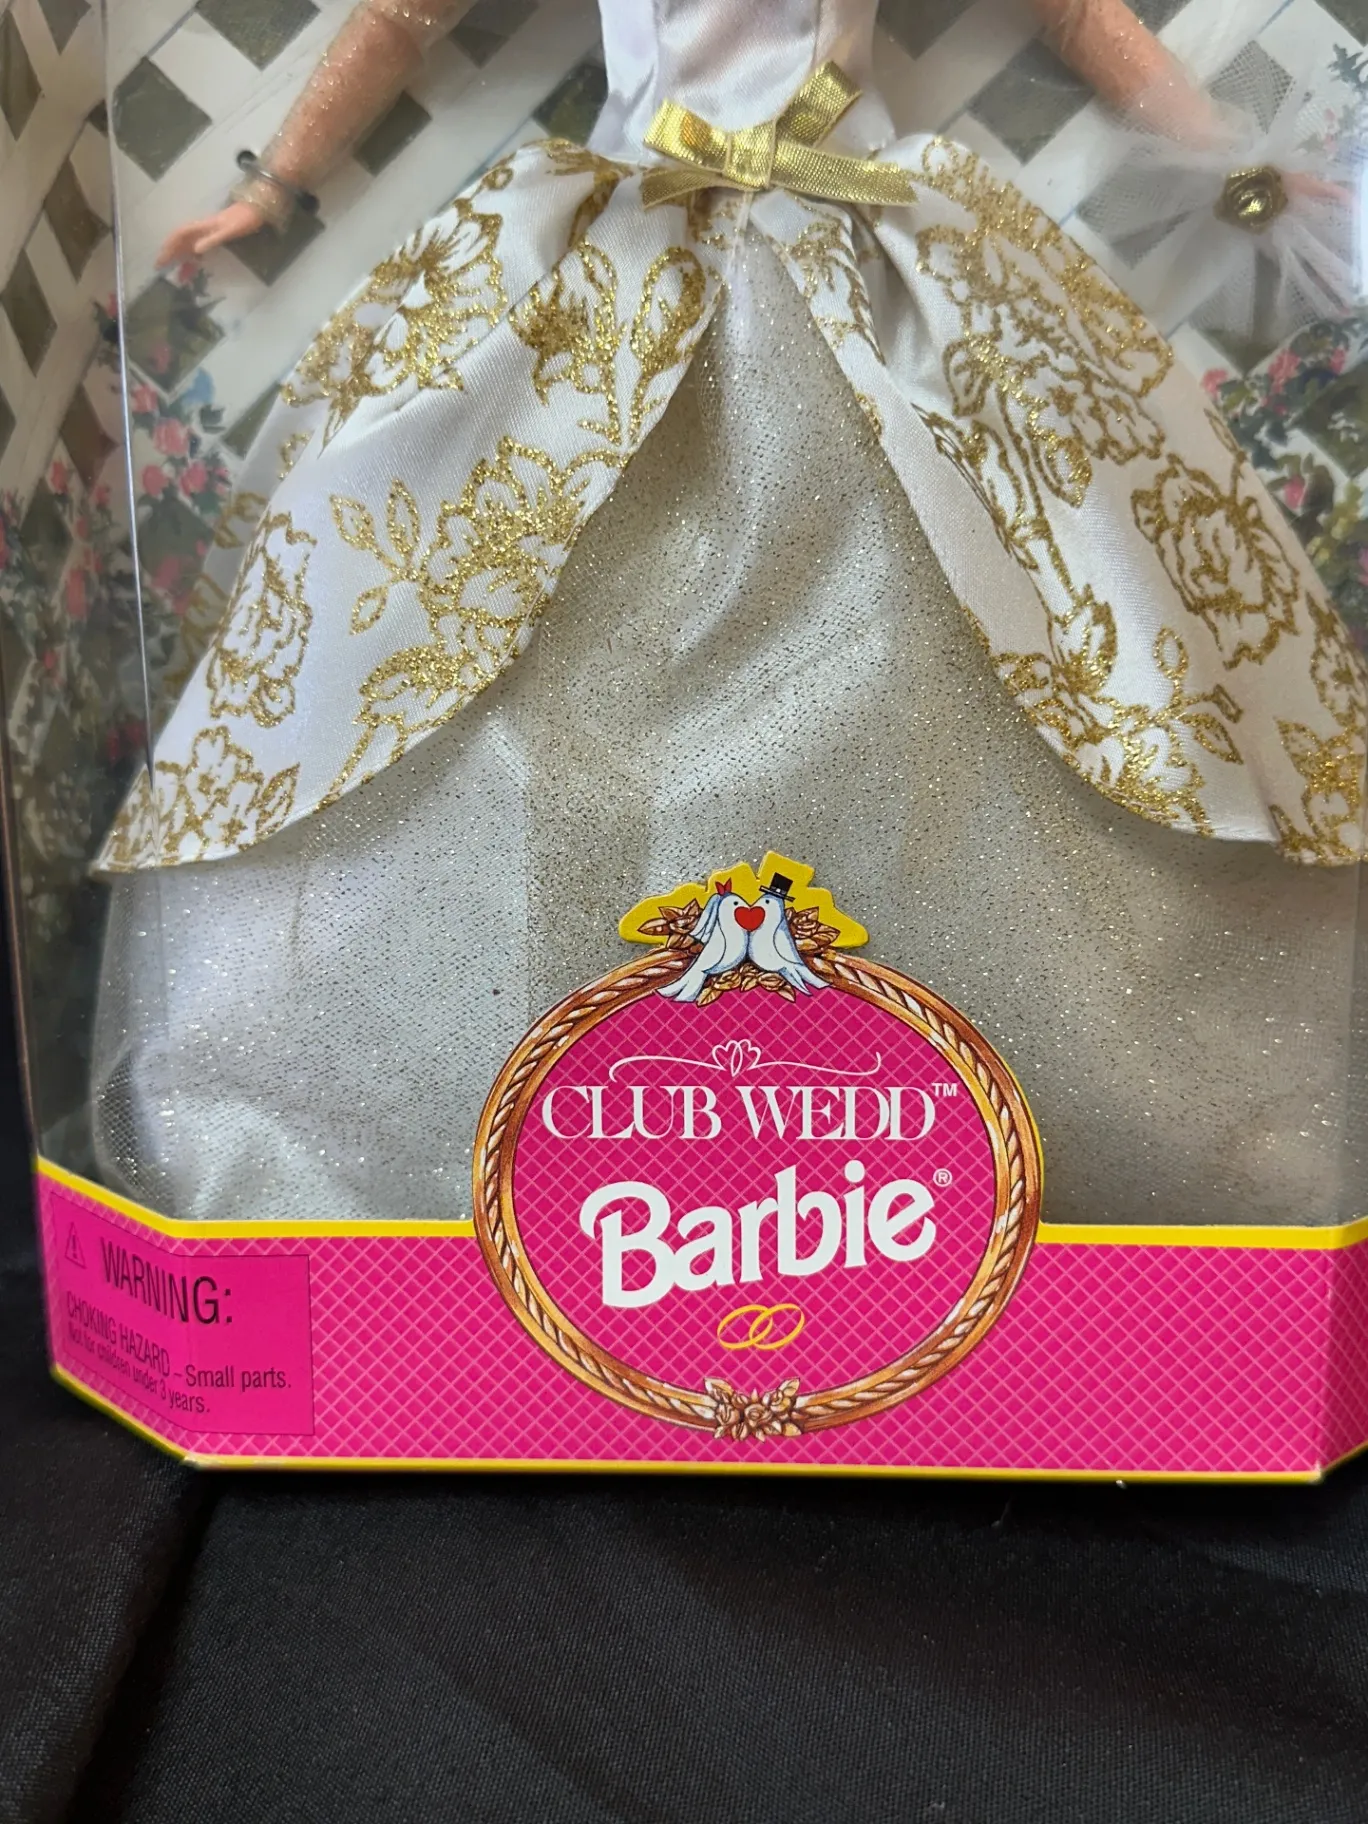 CLUB WEDD™
Barbie®
⚠ WARNING:
CHOKING HAZARD – Small parts.
Not for children under 3 years.